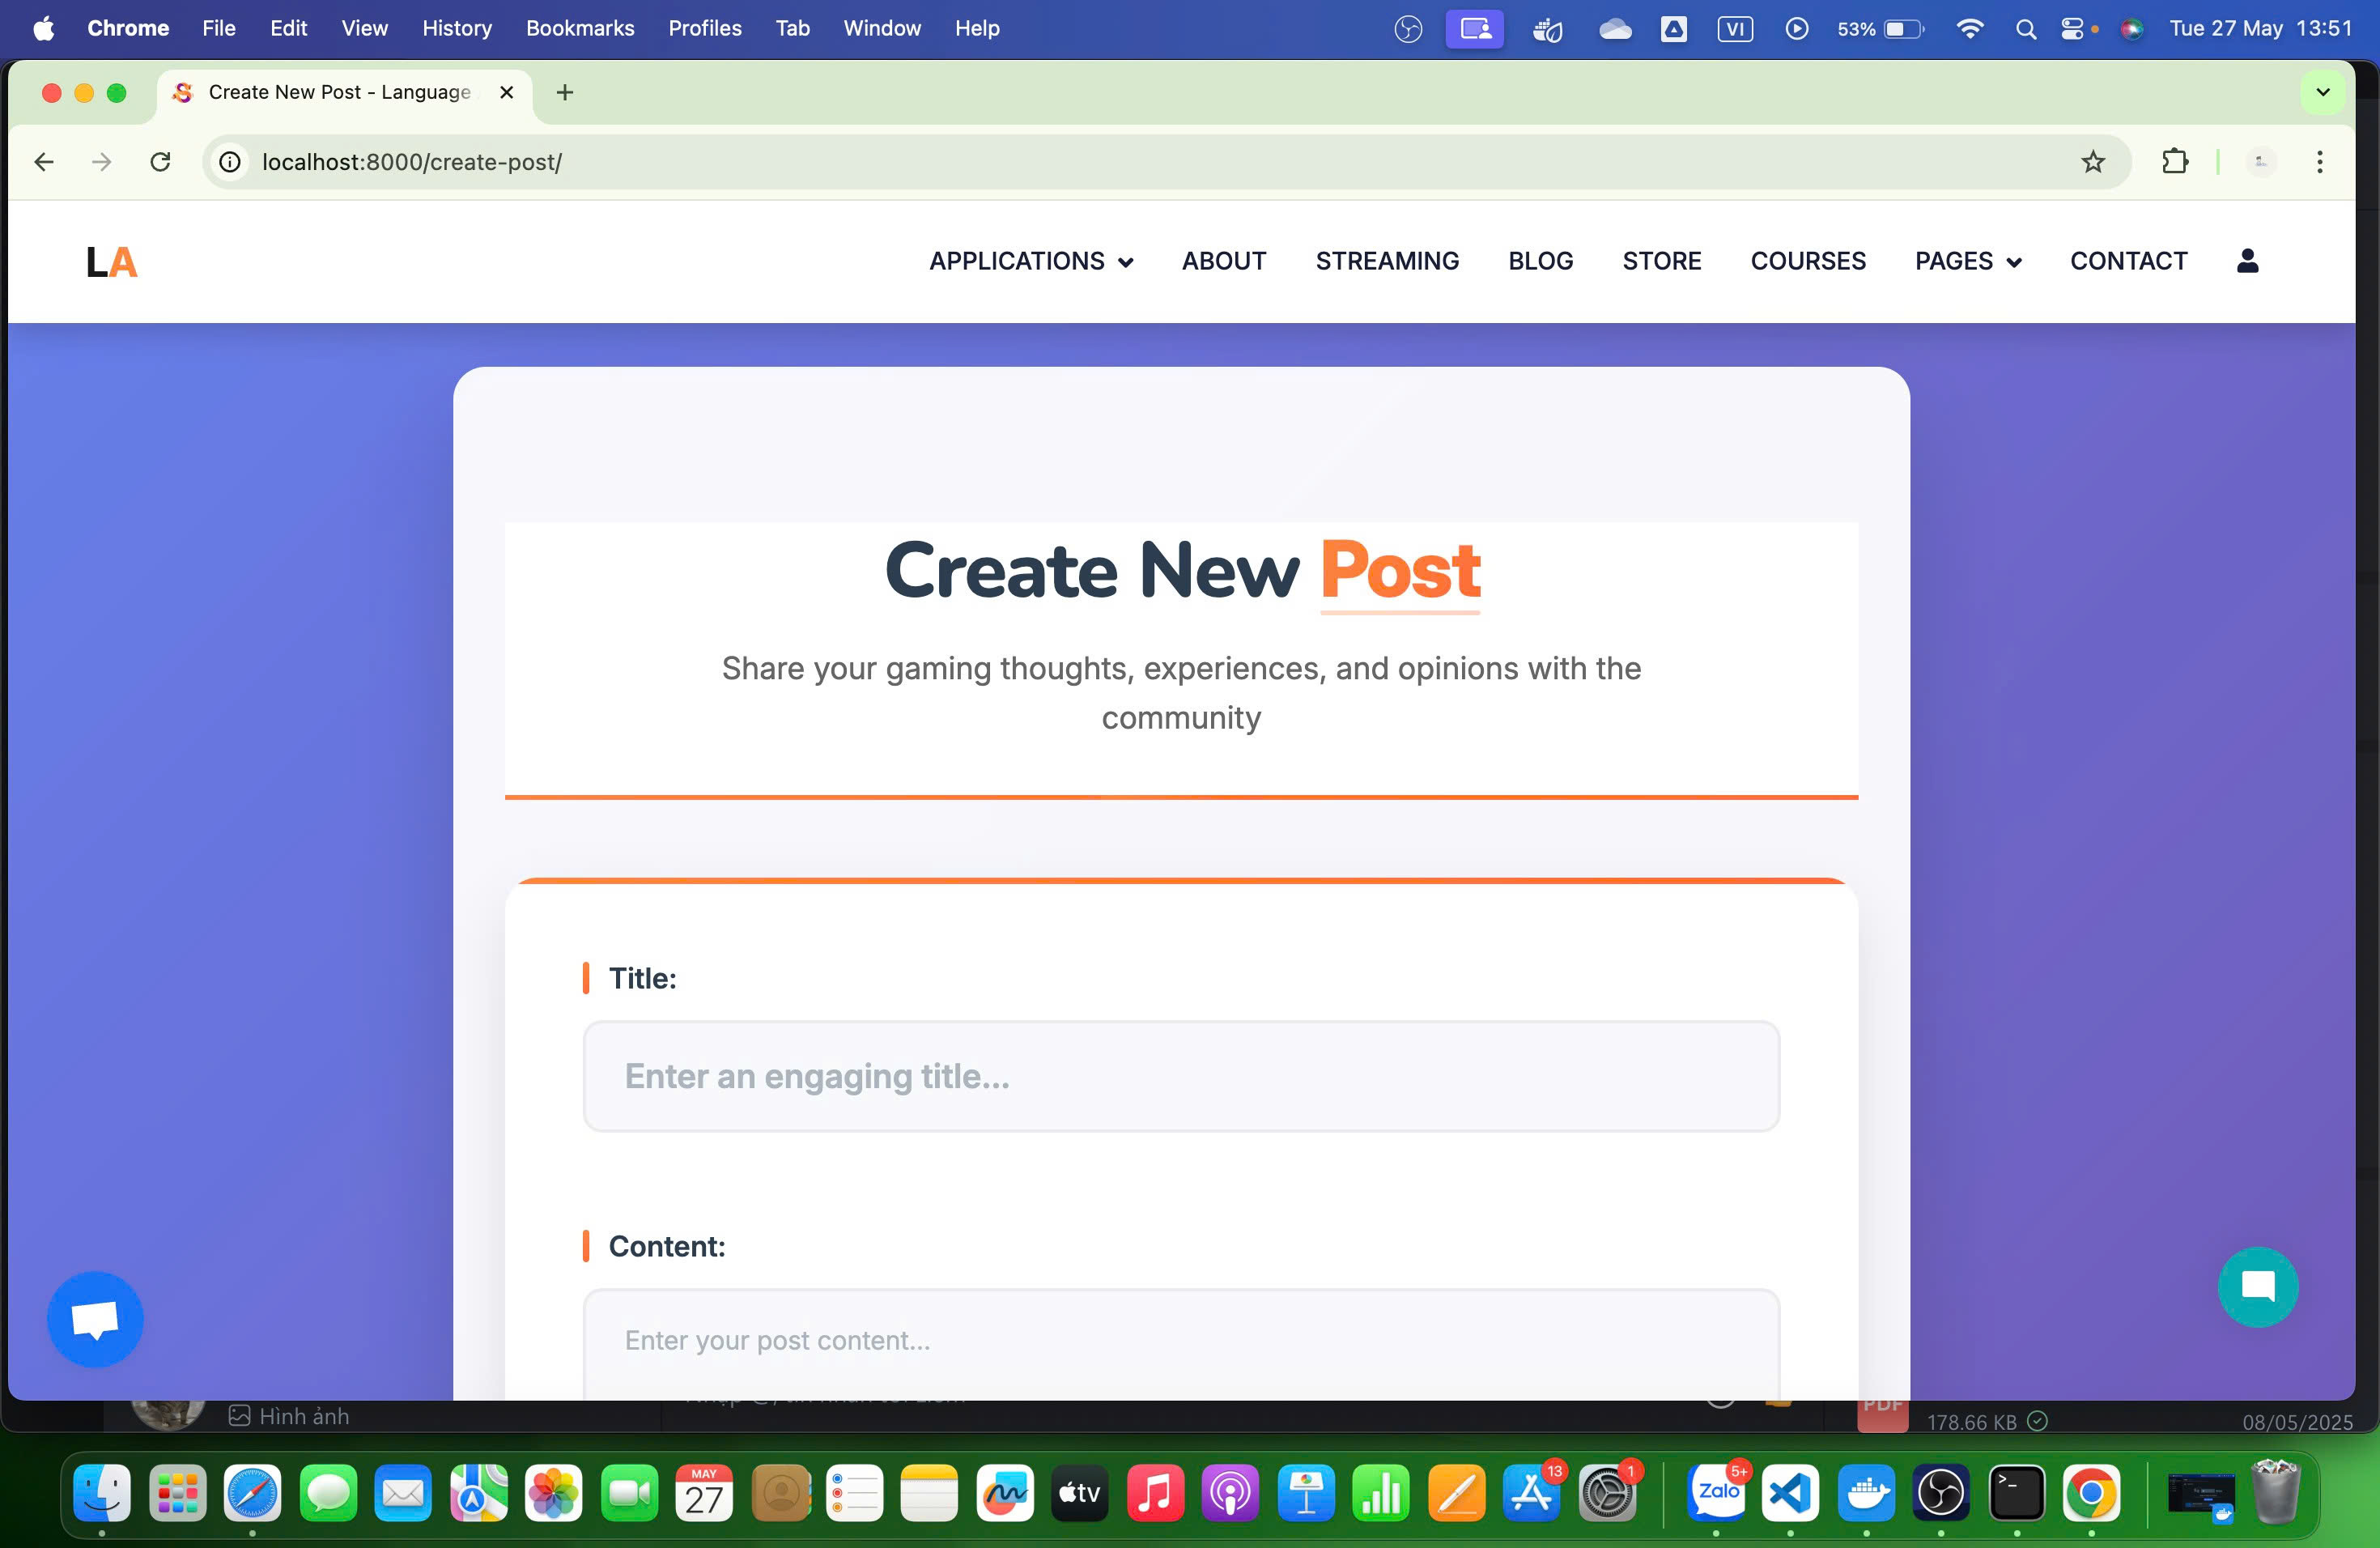 Chrome File Edit View History Bookmarks Profiles Tab Window Help VI 53% Tue 27 May 13:51
Create New Post - Language
localhost:8000/create-post/
LA APPLICATIONS ABOUT STREAMING BLOG STORE COURSES PAGES CONTACT
Create New Post
Share your gaming thoughts, experiences, and opinions with the
community
Title:
Enter an engaging title...
Content:
Enter your post content...
PDF
Hình ảnh 178.66 KB 08/05/2025
MAY
27
tv
13
1
Zalo
5+
>_